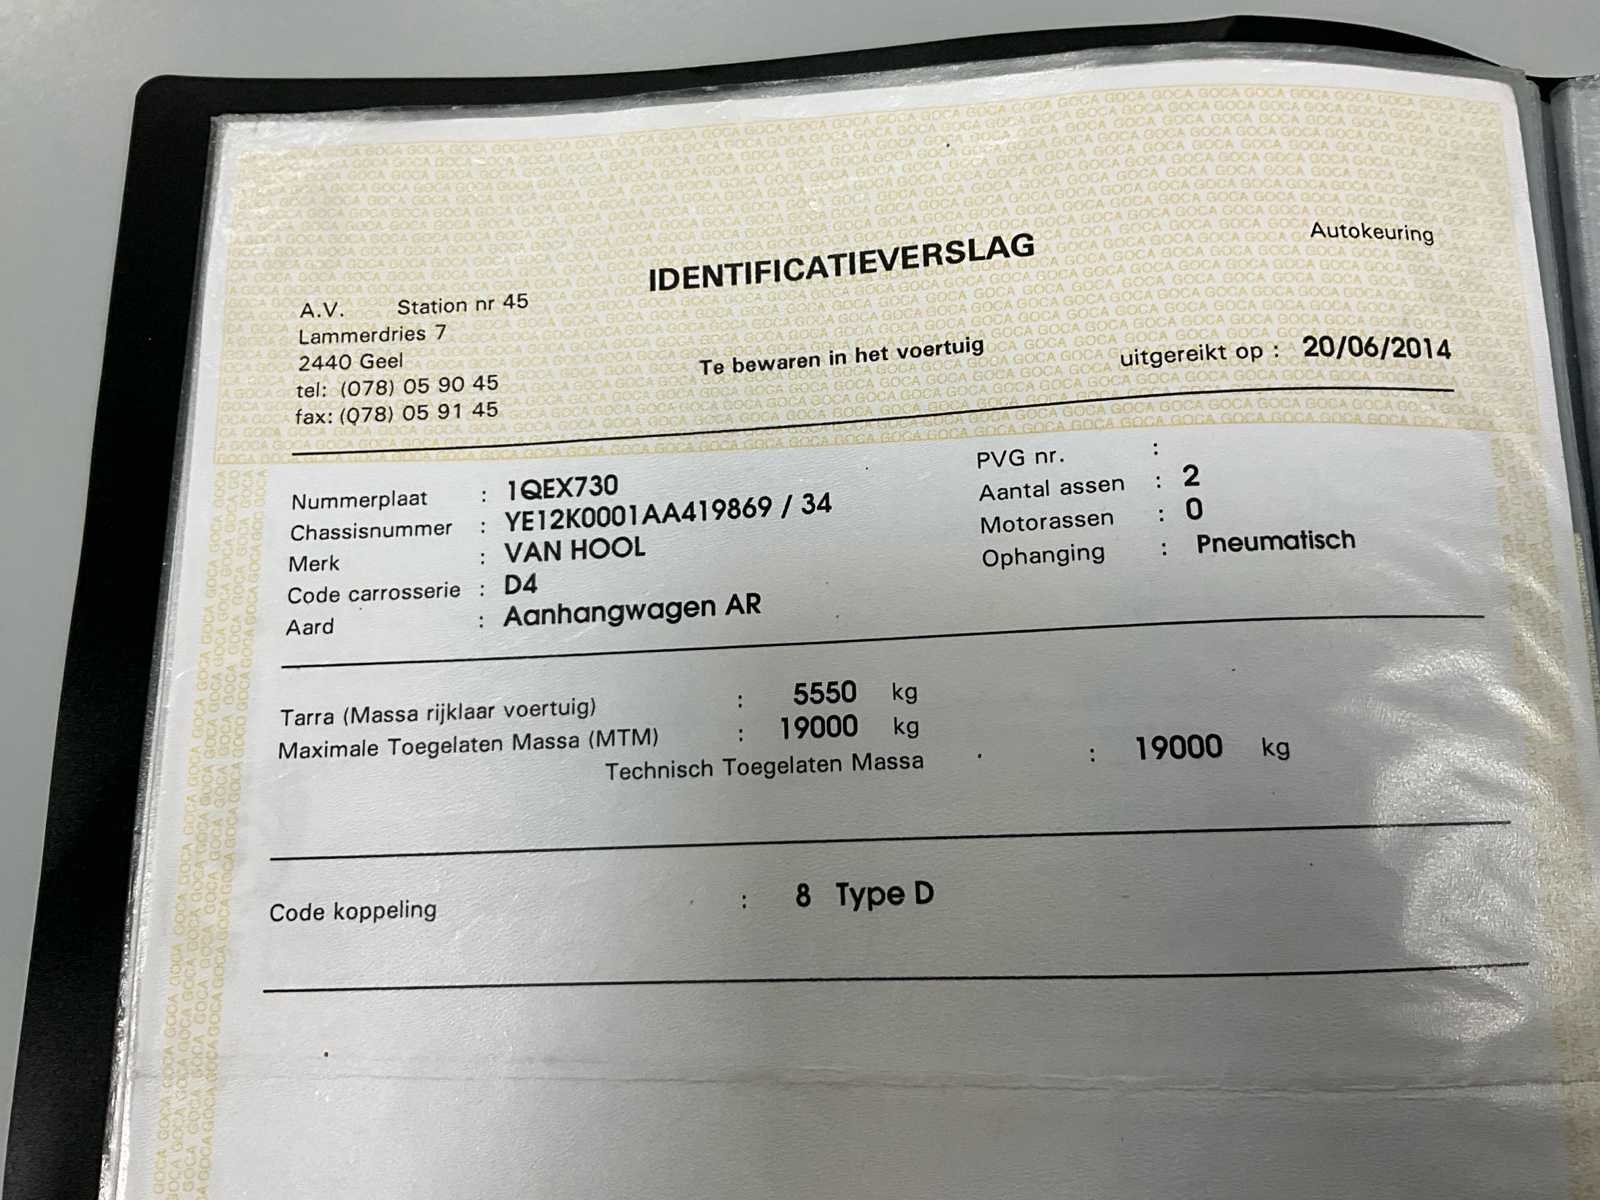 IDENTIFICATIEVERSLAG
Autokeuring
A.V. Station nr 45
Lammerdries 7
2440 Geel
tel: (078) 05 90 45
fax: (078) 05 91 45
Te bewaren in het voertuig
uitgereikt op : 20/06/2014
Nummerplaat : 1QEX730
Chassisnummer : YE12K0001AA419869 / 34
Merk : VAN HOOL
Code carrosserie : D4
Aard : Aanhangwagen AR
PVG nr. :
Aantal assen : 2
Motorassen : 0
Ophanging : Pneumatisch
Tarra (Massa rijklaar voertuig) : 5550 kg
Maximale Toegelaten Massa (MTM) : 19000 kg
Technisch Toegelaten Massa : 19000 kg
Code koppeling : 8 Type D